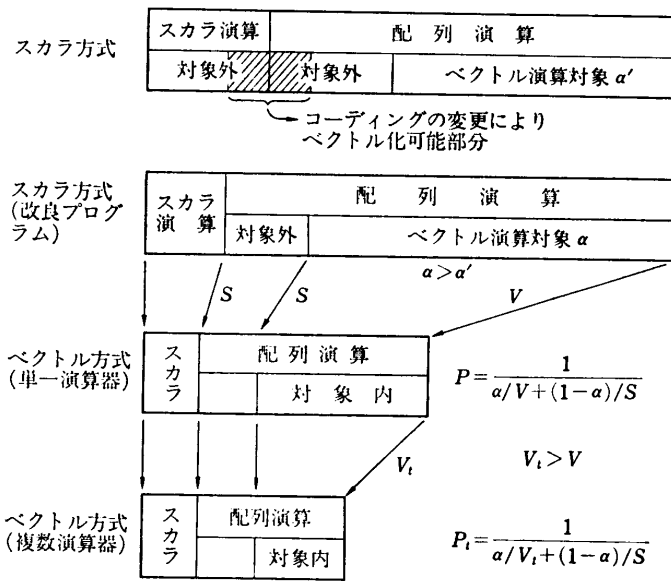 スカラ方式
スカラ演算
配列演算
対象外
対象外
ベクトル演算対象 α′
コーディングの変更により
ベクトル化可能部分
スカラ方式
(改良プログ
ラム)
スカラ
演算
配列演算
対象外
ベクトル演算対象 α
α>α′
S
S
V
ベクトル方式
(単一演算器)
スカラ
配列演算
対象内
P=1/(α/V+(1-α)/S)
V_t
V_t>V
ベクトル方式
(複数演算器)
スカラ
配列演算
対象内
P_t=1/(α/V_t+(1-α)/S)